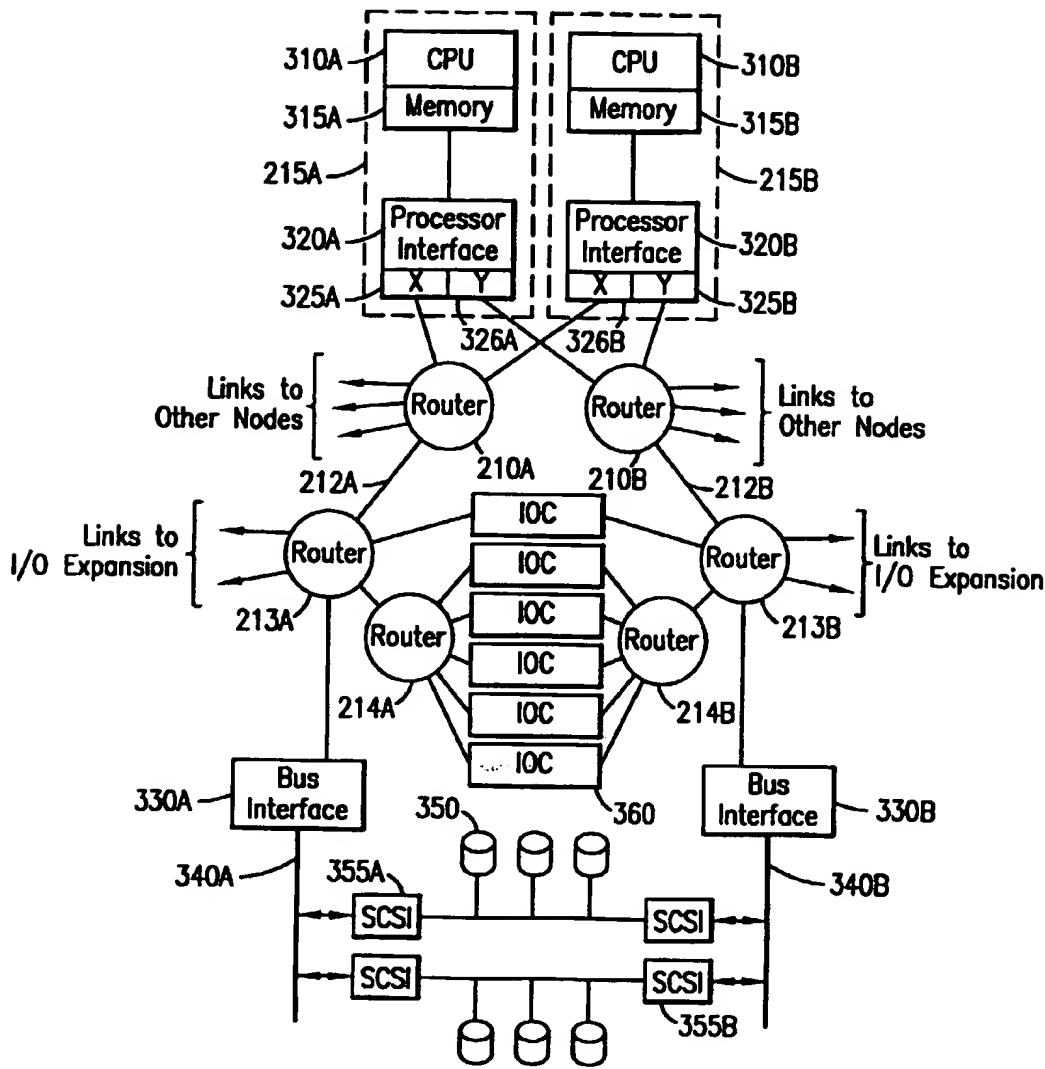 310A
CPU
CPU
310B
315A
Memory
Memory
315B
215A
215B
320A
Processor
Interface
Processor
Interface
320B
325A
X
Y
X
Y
325B
326A
326B
Links to
Other Nodes
Router
Router
Links to
Other Nodes
210A
210B
212A
212B
IOC
Links to
I/O Expansion
Router
Router
Links to
I/O Expansion
IOC
IOC
213A
213B
Router
Router
IOC
214A
214B
IOC
IOC
330A
Bus
Interface
Bus
Interface
330B
350
360
340A
340B
355A
SCSI
SCSI
SCSI
SCSI
355B